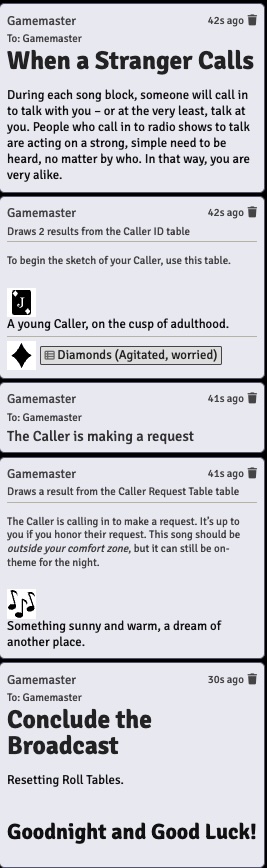 Gamemaster 42s ago
To: Gamemaster
When a Stranger Calls
During each song block, someone will call in
to talk with you – or at the very least, talk at
you. People who call in to radio shows to talk
are acting on a strong, simple need to be
heard, no matter by who. In that way, you are
very alike.
Gamemaster 42s ago
Draws 2 results from the Caller ID table
To begin the sketch of your Caller, use this table.
J
A young Caller, on the cusp of adulthood.
Diamonds (Agitated, worried)
Gamemaster 41s ago
To: Gamemaster
The Caller is making a request
Gamemaster 41s ago
Draws a result from the Caller Request Table table
The Caller is calling in to make a request. It's up to
you if you honor their request. This song should be
outside your comfort zone, but it can still be on-
theme for the night.
Something sunny and warm, a dream of
another place.
Gamemaster 30s ago
To: Gamemaster
Conclude the
Broadcast
Resetting Roll Tables.
Goodnight and Good Luck!